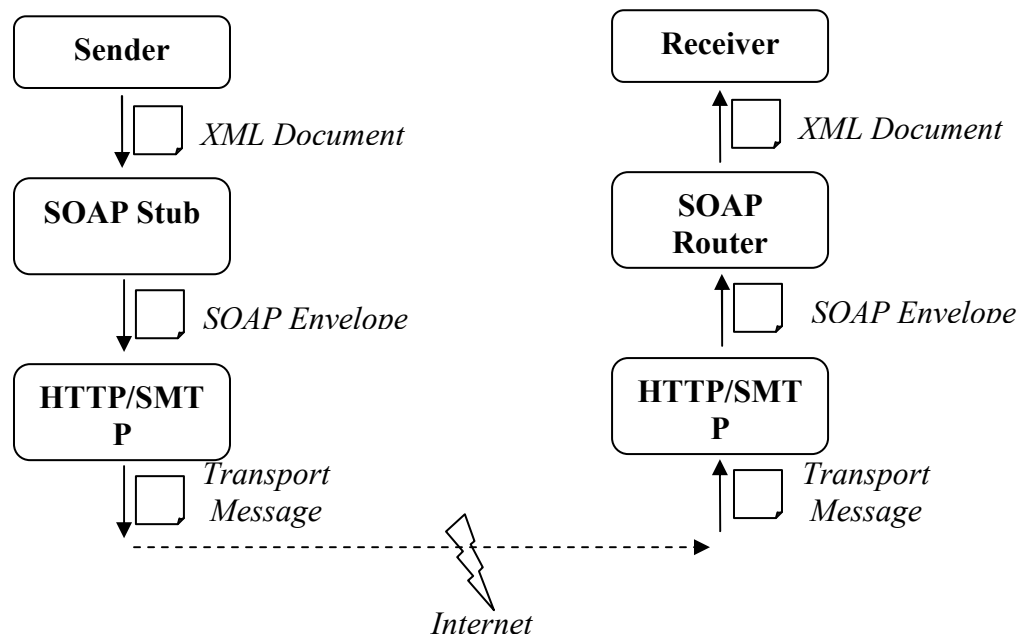 Sender
XML Document
SOAP Stub
SOAP Envelope
HTTP/SMT
P
Transport
Message
Internet
Receiver
XML Document
SOAP
Router
SOAP Envelope
HTTP/SMT
P
Transport
Message